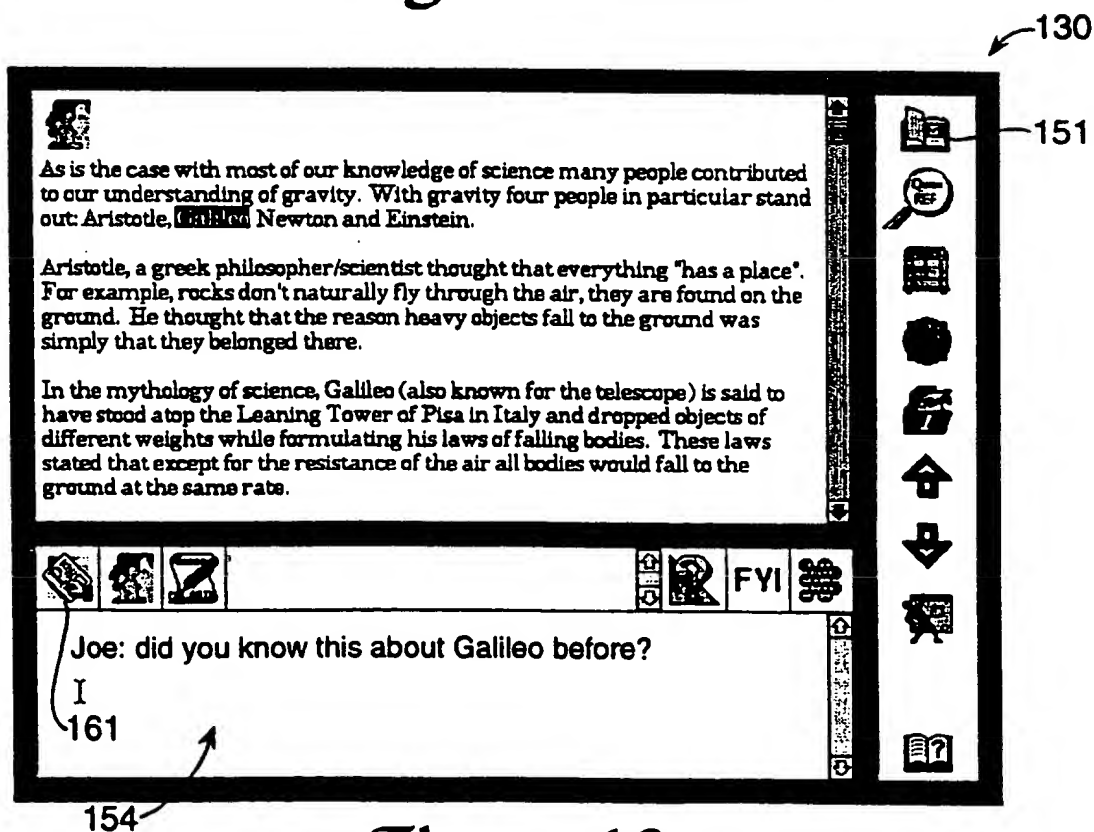 130
151
As is the case with most of our knowledge of science many people contributed
to our understanding of gravity. With gravity four people in particular stand
out: Aristotle, Galileo Newton and Einstein.
Aristotle, a greek philosopher/scientist thought that everything "has a place".
For example, rocks don't naturally fly through the air, they are found on the
ground. He thought that the reason heavy objects fall to the ground was
simply that they belonged there.
In the mythology of science, Galileo (also known for the telescope) is said to
have stood atop the Leaning Tower of Pisa in Italy and dropped objects of
different weights while formulating his laws of falling bodies. These laws
stated that except for the resistance of the air all bodies would fall to the
ground at the same rate.
REF
I
R FYI
Joe: did you know this about Galileo before?
161
?
154